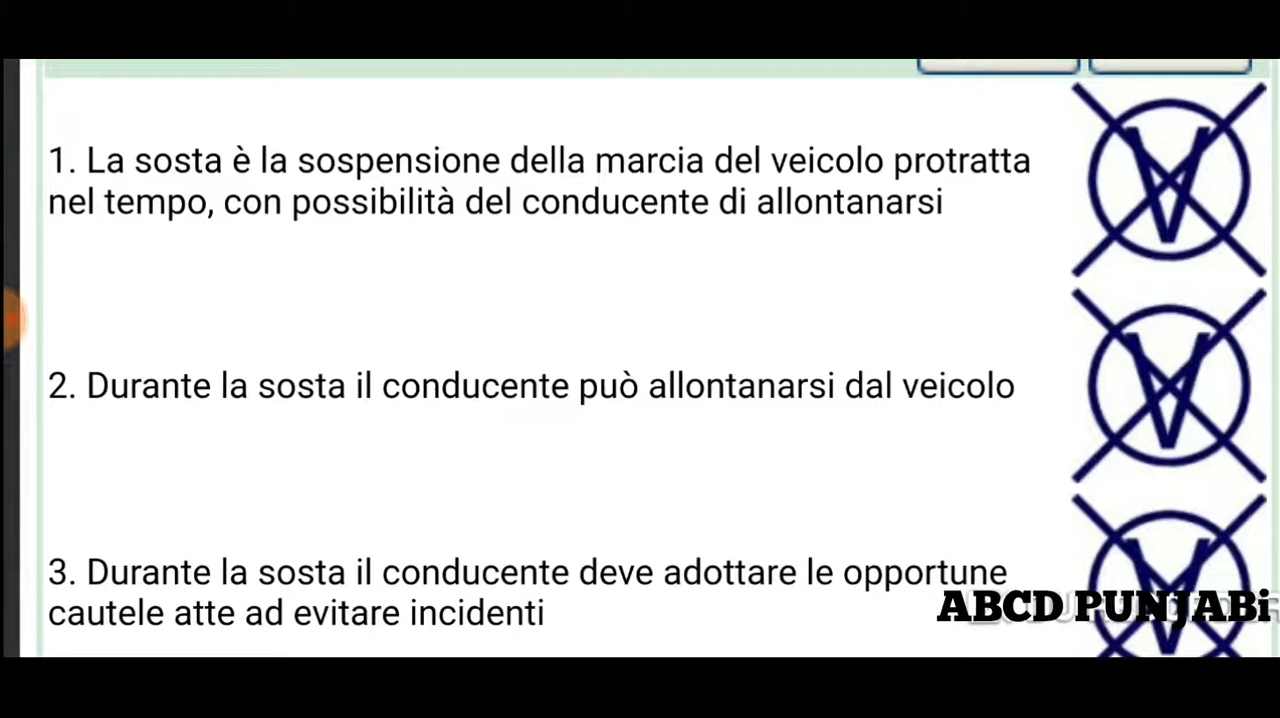 1. La sosta è la sospensione della marcia del veicolo protratta
nel tempo, con possibilità del conducente di allontanarsi
V
2. Durante la sosta il conducente può allontanarsi dal veicolo
V
3. Durante la sosta il conducente deve adottare le opportune
cautele atte ad evitare incidenti
V
ABCD PUNJABi